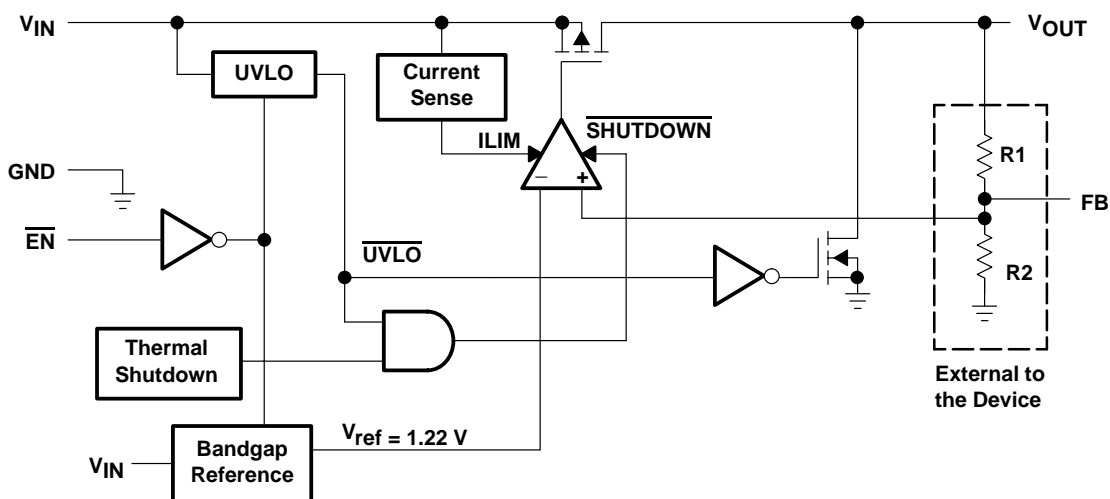 VIN
VOUT
UVLO
Current
Sense
SHUTDOWN
ILIM
R1
GND
– +
FB
EN
UVLO
R2
Thermal
Shutdown
External to
the Device
Vref = 1.22 V
Bandgap
Reference
VIN